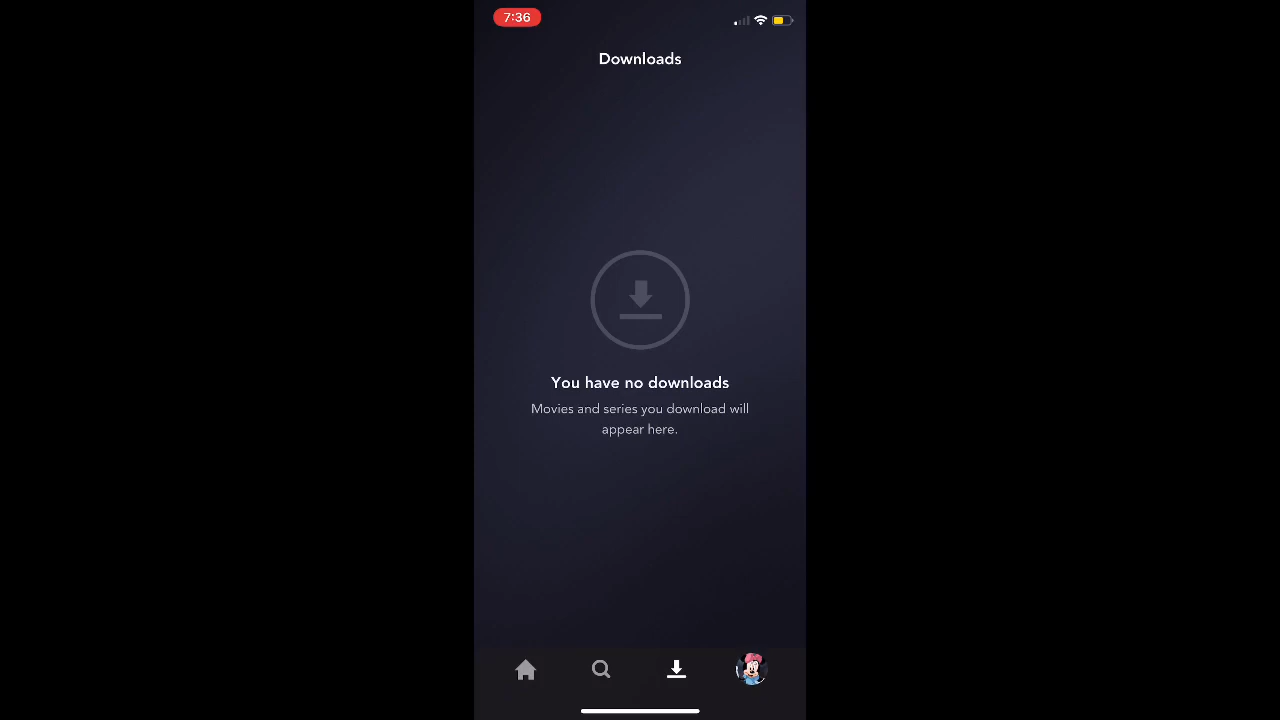 7:36
Downloads
You have no downloads
Movies and series you download will
appear here.